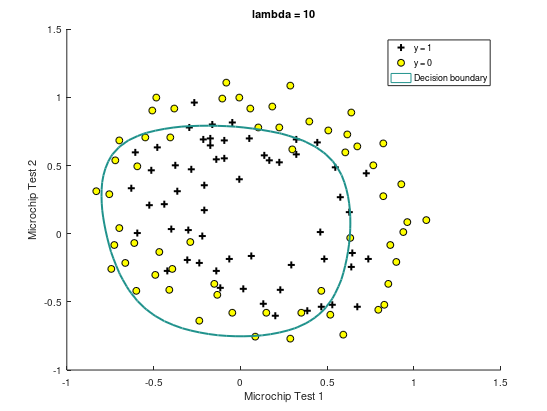 lambda = 10
1.5
y = 1
y = 0
Decision boundary
1
0.5
Microchip Test 2
0
-0.5
-1
-1 -0.5 0 0.5 1 1.5
Microchip Test 1